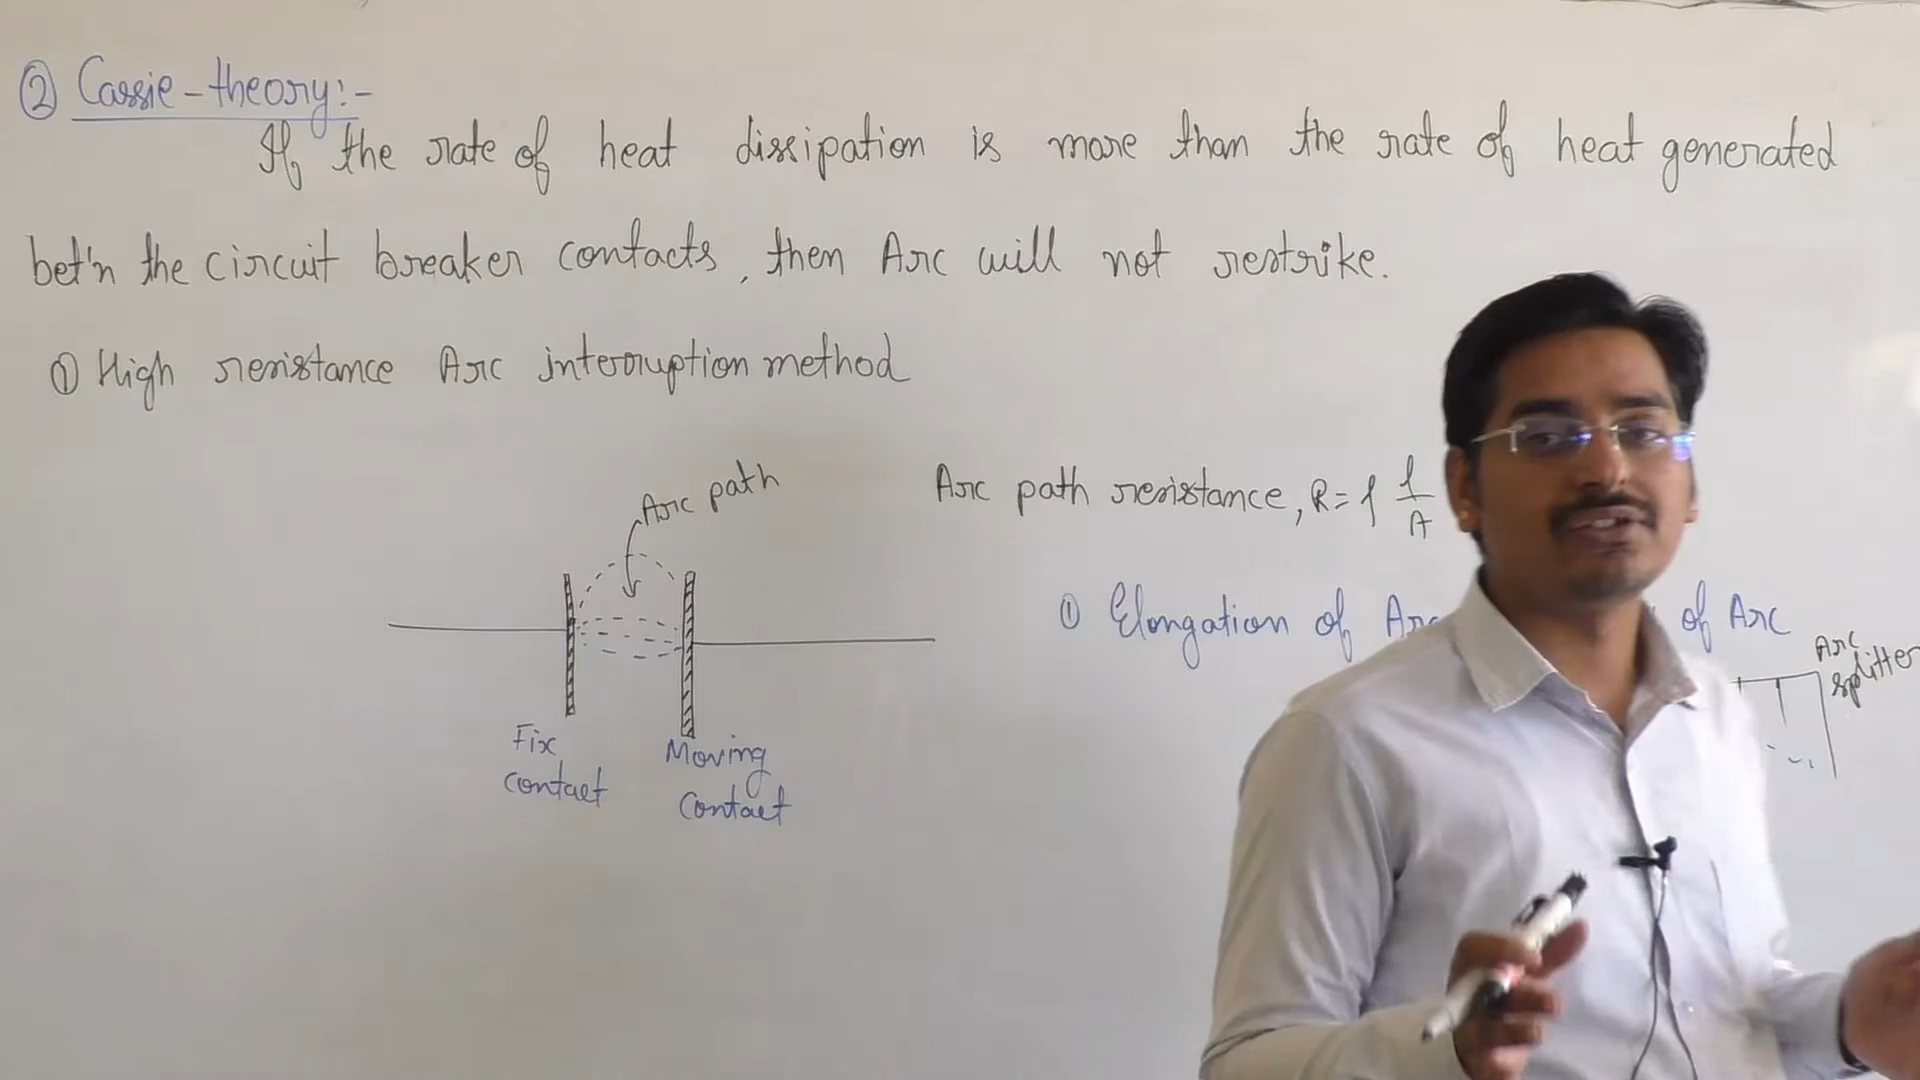 ② Cassie-theory:-
If the rate of heat dissipation is more than the rate of heat generated
bet'n the circuit breaker contacts, then Arc will not restrike.
① High resistance Arc interruption method
Arc path
Arc path resistance, R = ρ l/A
① Elongation of Arc of Arc
Arc
splitter
Fix
contact
Moving
Contact